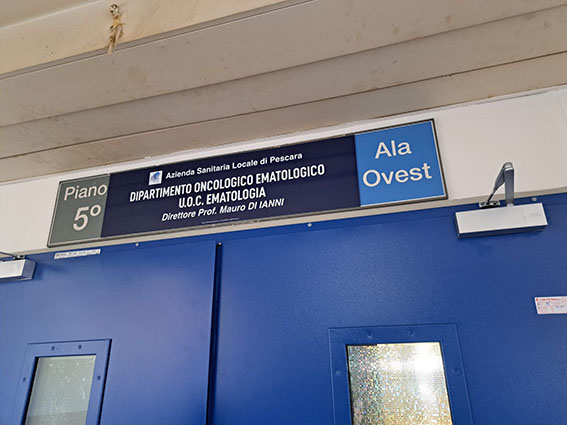 Piano
5°
Azienda Sanitaria Locale di Pescara
DIPARTIMENTO ONCOLOGICO EMATOLOGICO
U.O.C. EMATOLOGIA
Direttore Prof. Mauro DI IANNI
Ala
Ovest